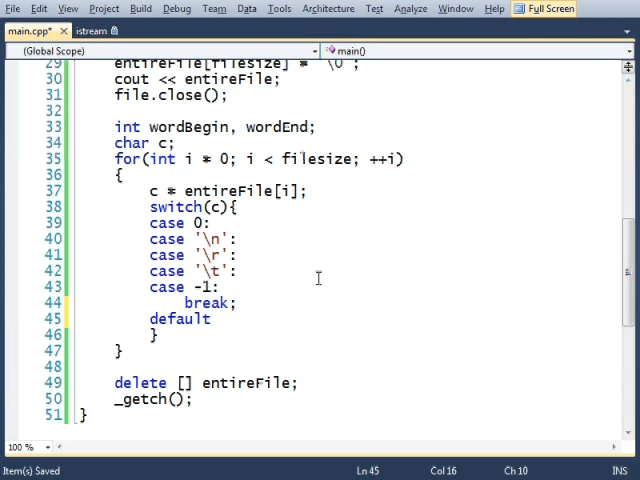 File Edit View Project Build Debug Team Data Tools Architecture Test Analyze Window Help Full Screen
main.cpp* istream
(Global Scope) main()
29 entireFile[filesize] = '\0';
30 cout << entireFile;
31 file.close();
32
33 int wordBegin, wordEnd;
34 char c;
35 for(int i = 0; i < filesize; ++i)
36 {
37 c = entireFile[i];
38 switch(c){
39 case 0:
40 case '\n':
41 case '\r':
42 case '\t':
43 case -1:
44 break;
45 default
46 }
47 }
48
49 delete [] entireFile;
50 _getch();
51 }
100 %
Item(s) Saved Ln 45 Col 16 Ch 10 INS